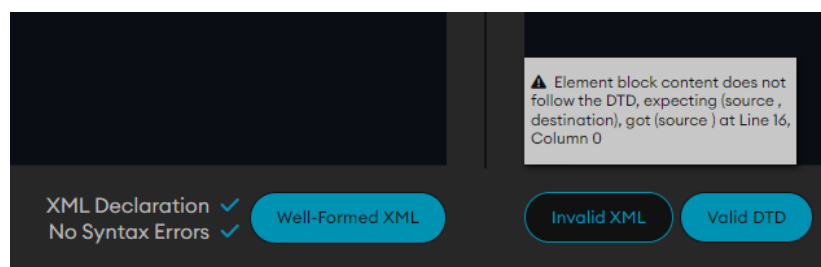 ⚠ Element block content does not
follow the DTD, expecting (source ,
destination), got (source ) at Line 16,
Column 0
XML Declaration ✓
No Syntax Errors ✓
Well-Formed XML
Invalid XML
Valid DTD